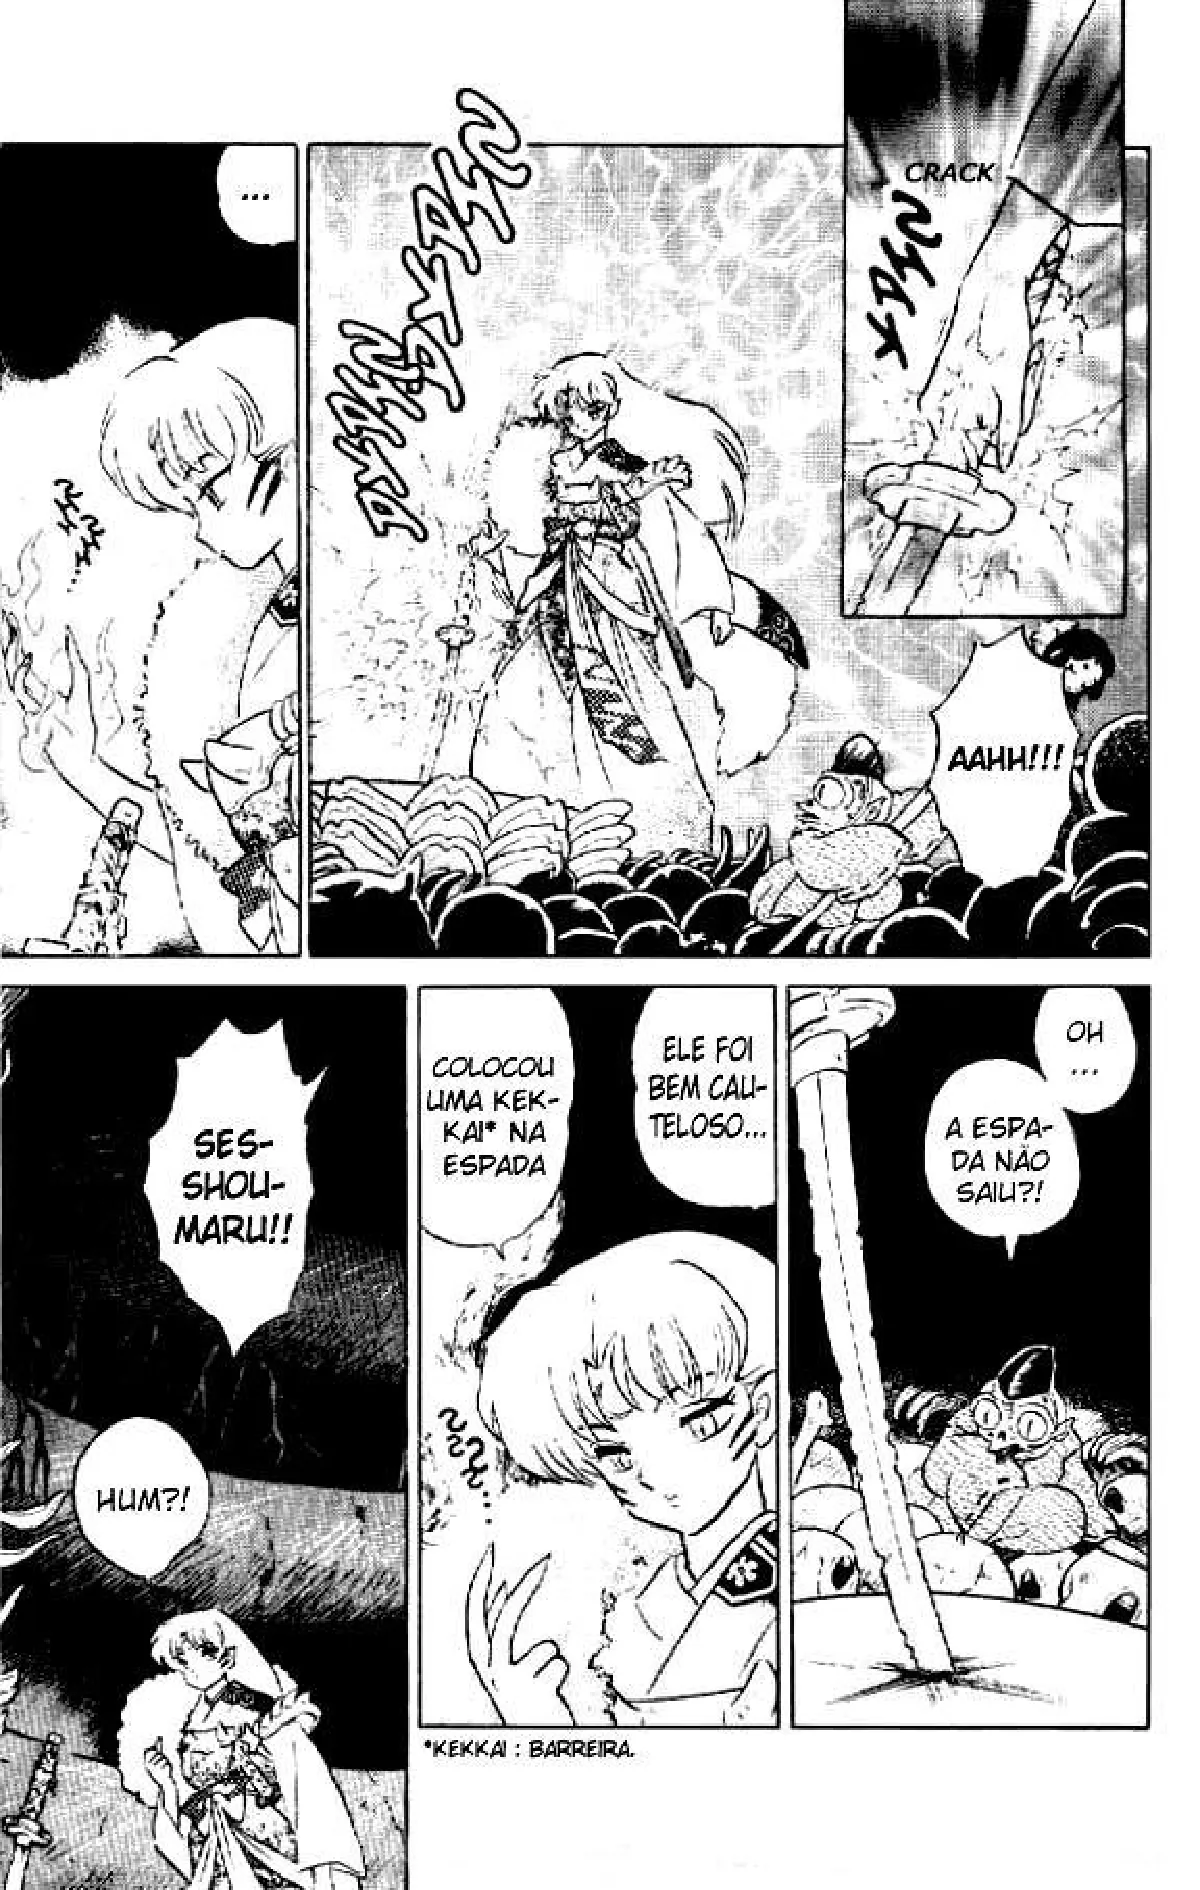 CRACK
AAHH!!!
...
OH
...
A ESPA-
DA NÃO
SAIU?!
ELE FOI
BEM CAU-
TELOSO...
COLOCOU
UMA KEK-
KAI* NA
ESPADA
*KEKKAI : BARREIRA.
SES-
SHOU-
MARU!!
HUM?!